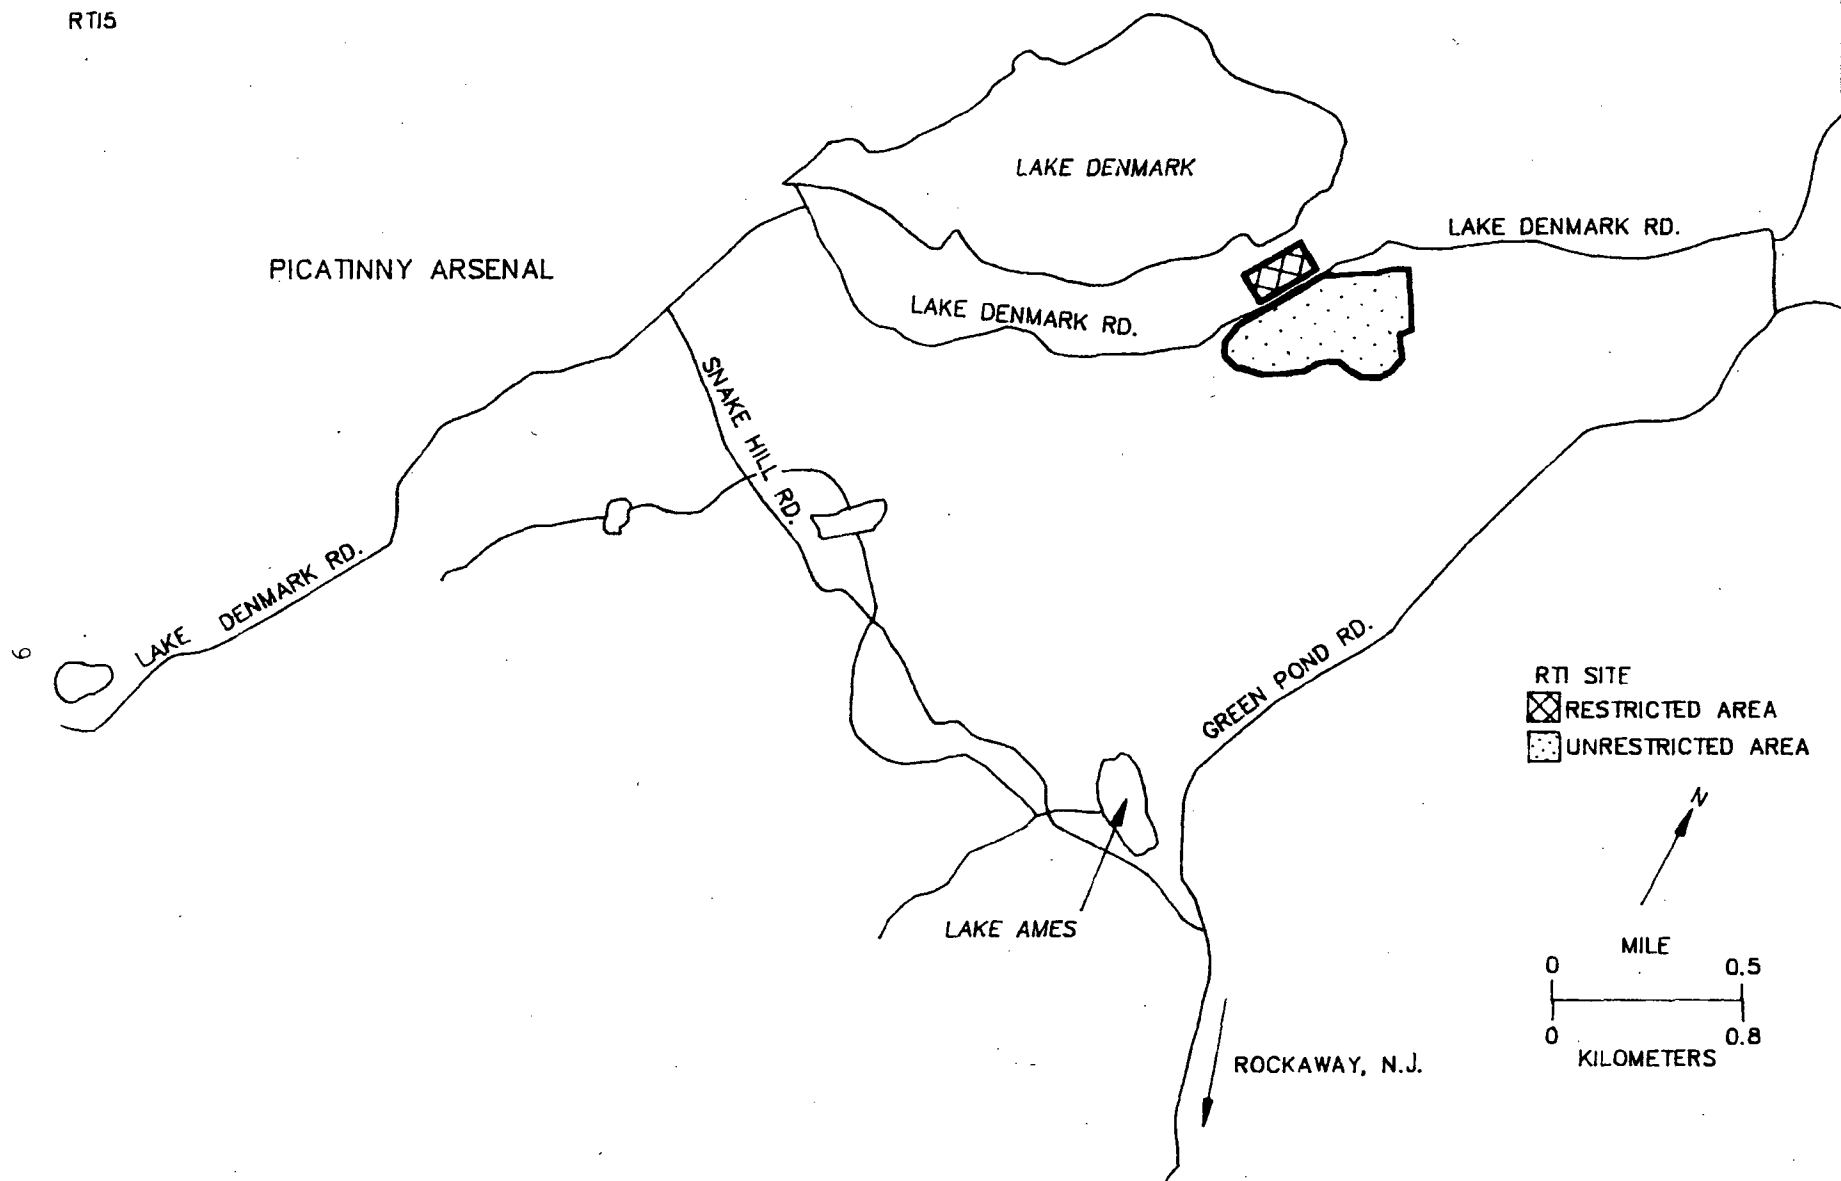 RTI5
LAKE DENMARK
LAKE DENMARK RD.
PICATINNY ARSENAL
LAKE DENMARK RD.
SNAKE HILL RD.
LAKE DENMARK RD.
6
GREEN POND RD.
RTI SITE
RESTRICTED AREA
UNRESTRICTED AREA
N
LAKE AMES
MILE
0 0.5
0 0.8
KILOMETERS
ROCKAWAY, N.J.